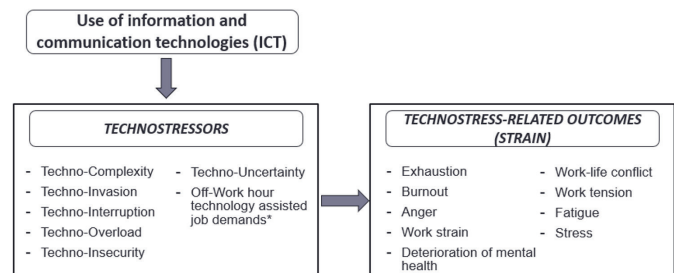 Use of information and
communication technologies (ICT)
TECHNOSTRESSORS
- Techno-Complexity
- Techno-Invasion
- Techno-Interruption
- Techno-Overload
- Techno-Insecurity
- Techno-Uncertainty
- Off-Work hour
technology assisted
job demands*
TECHNOSTRESS-RELATED OUTCOMES
(STRAIN)
- Exhaustion
- Burnout
- Anger
- Work strain
- Deterioration of mental
health
- Work-life conflict
- Work tension
- Fatigue
- Stress